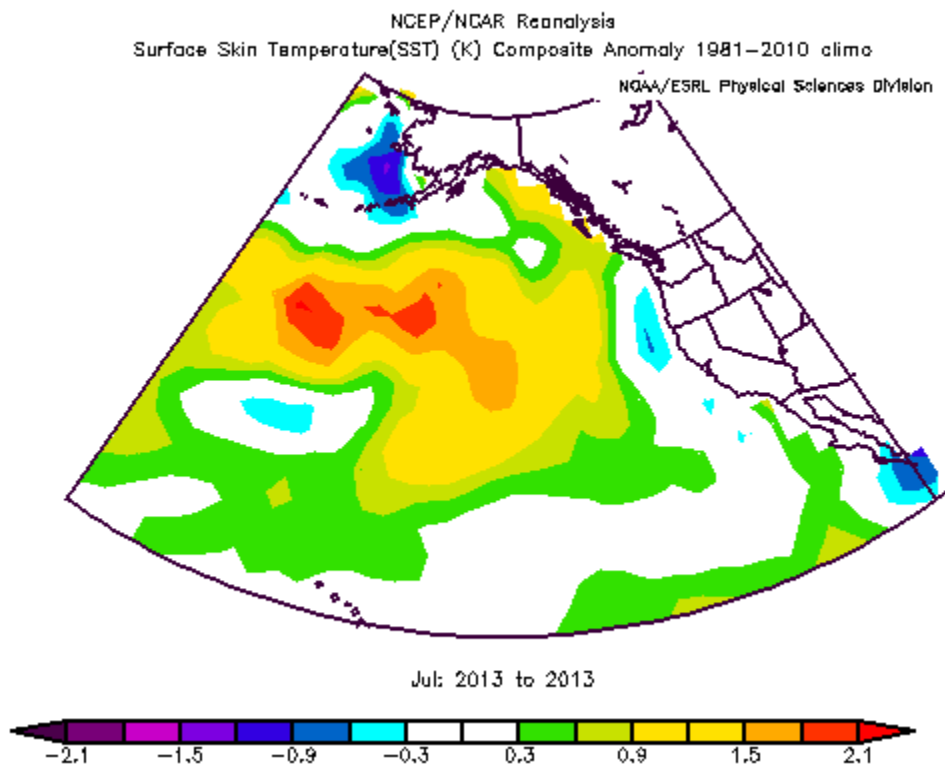 NCEP/NCAR Reanalysis
Surface Skin Temperature(SST) (K) Composite Anomaly 1981-2010 climo
NOAA/ESRL Physical Sciences Division
Jul: 2013 to 2013
-2.1 -1.5 -0.9 -0.3 0.3 0.9 1.5 2.1